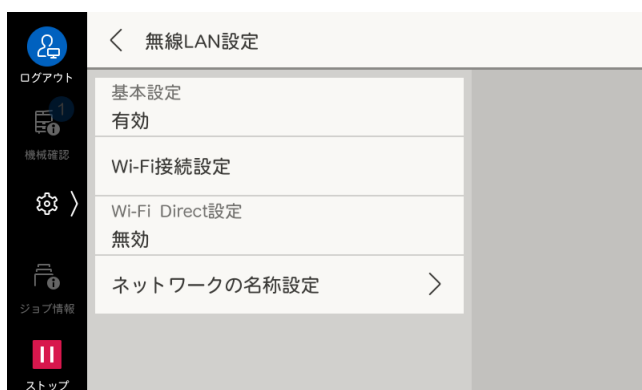 無線LAN設定
ログアウト
1
機械確認
ジョブ情報
ストップ
基本設定
有効
Wi-Fi接続設定
Wi-Fi Direct設定
無効
ネットワークの名称設定